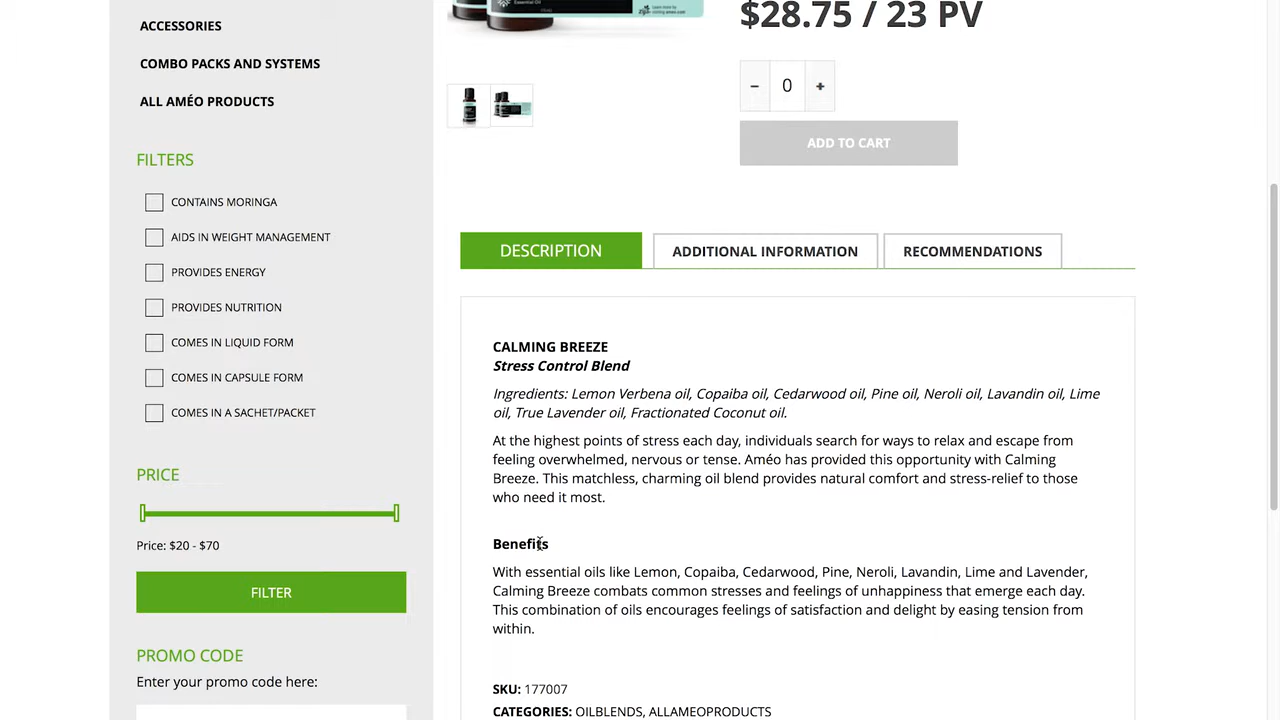 ACCESSORIES
COMBO PACKS AND SYSTEMS
ALL AMÉO PRODUCTS
FILTERS
CONTAINS MORINGA
AIDS IN WEIGHT MANAGEMENT
PROVIDES ENERGY
PROVIDES NUTRITION
COMES IN LIQUID FORM
COMES IN CAPSULE FORM
COMES IN A SACHET/PACKET
PRICE
Price: $20 - $70
FILTER
PROMO CODE
Enter your promo code here:
Essential Oil
$28.75 / 23 PV
− 0 +
ADD TO CART
DESCRIPTION
ADDITIONAL INFORMATION
RECOMMENDATIONS
CALMING BREEZE
Stress Control Blend
Ingredients: Lemon Verbena oil, Copaiba oil, Cedarwood oil, Pine oil, Neroli oil, Lavandin oil, Lime
oil, True Lavender oil, Fractionated Coconut oil.
At the highest points of stress each day, individuals search for ways to relax and escape from
feeling overwhelmed, nervous or tense. Améo has provided this opportunity with Calming
Breeze. This matchless, charming oil blend provides natural comfort and stress-relief to those
who need it most.
Benefits
With essential oils like Lemon, Copaiba, Cedarwood, Pine, Neroli, Lavandin, Lime and Lavender,
Calming Breeze combats common stresses and feelings of unhappiness that emerge each day.
This combination of oils encourages feelings of satisfaction and delight by easing tension from
within.
SKU: 177007
CATEGORIES: OILBLENDS, ALLAMEOPRODUCTS